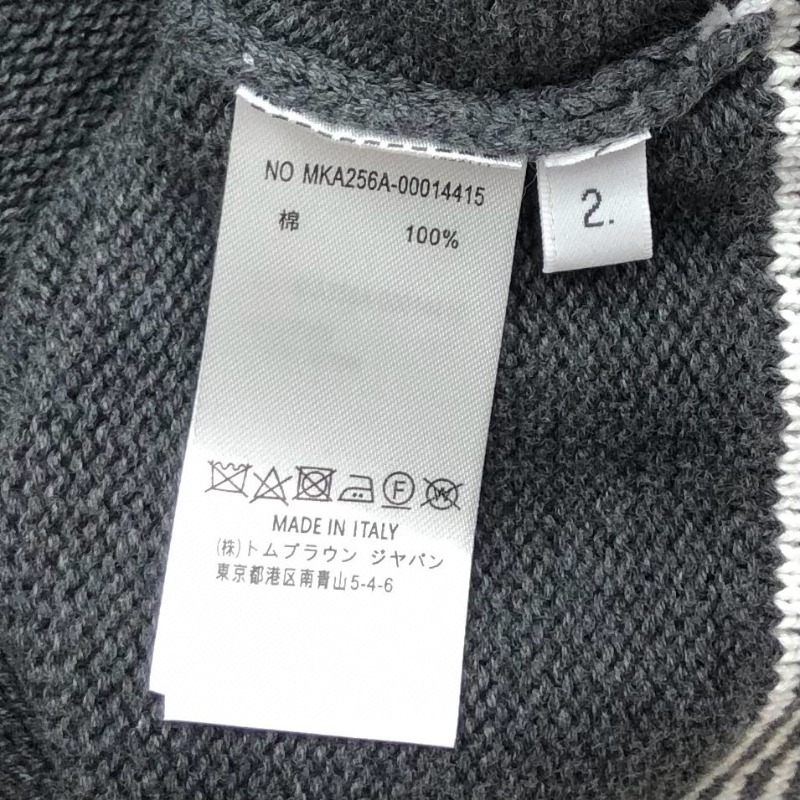 NO MKA256A-00014415
棉 100%
2.
F W
MADE IN ITALY
(株)トムブラウン ジヤパン
東京都港区南青山5-4-6